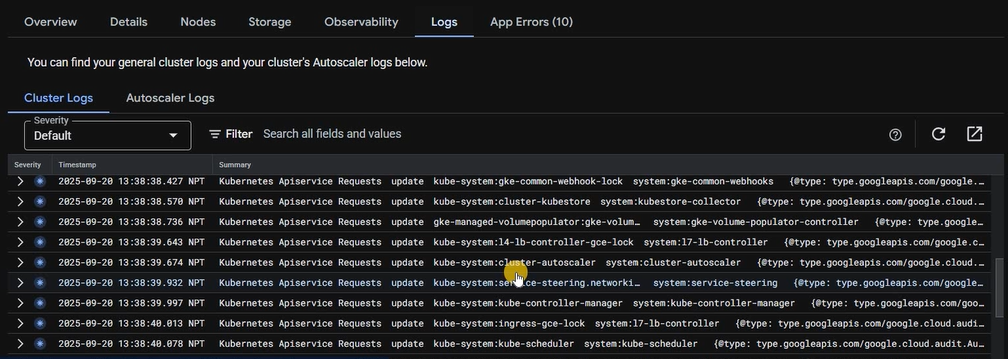 Overview Details Nodes Storage Observability Logs App Errors (10)
You can find your general cluster logs and your cluster's Autoscaler logs below.
Cluster Logs Autoscaler Logs
Severity
Default Filter Search all fields and values
Severity Timestamp Summary
2025-09-20 13:38:38.427 NPT Kubernetes Apiservice Requests update kube-system:gke-common-webhook-lock system:gke-common-webhooks {@type: type.googleapis.com/google.…
2025-09-20 13:38:38.570 NPT Kubernetes Apiservice Requests update kube-system:cluster-kubestore system:kubestore-collector {@type: type.googleapis.com/google.cloud.…
2025-09-20 13:38:38.736 NPT Kubernetes Apiservice Requests update gke-managed-volumepopulator:gke-volum… system:gke-volume-populator-controller {@type: type.googleapis.com/google…
2025-09-20 13:38:39.643 NPT Kubernetes Apiservice Requests update kube-system:l4-lb-controller-gce-lock system:l7-lb-controller {@type: type.googleapis.com/google.c…
2025-09-20 13:38:39.674 NPT Kubernetes Apiservice Requests update kube-system:cluster-autoscaler system:cluster-autoscaler {@type: type.googleapis.com/google.cloud.…
2025-09-20 13:38:39.932 NPT Kubernetes Apiservice Requests update kube-system:service-steering.networki… system:service-steering {@type: type.googleapis.com/google…
2025-09-20 13:38:39.997 NPT Kubernetes Apiservice Requests update kube-system:kube-controller-manager system:kube-controller-manager {@type: type.googleapis.com/goo…
2025-09-20 13:38:40.013 NPT Kubernetes Apiservice Requests update kube-system:ingress-gce-lock system:l7-lb-controller {@type: type.googleapis.com/google.cloud.audi…
2025-09-20 13:38:40.078 NPT Kubernetes Apiservice Requests update kube-system:kube-scheduler system:kube-scheduler {@type: type.googleapis.com/google.cloud.audit.Au…